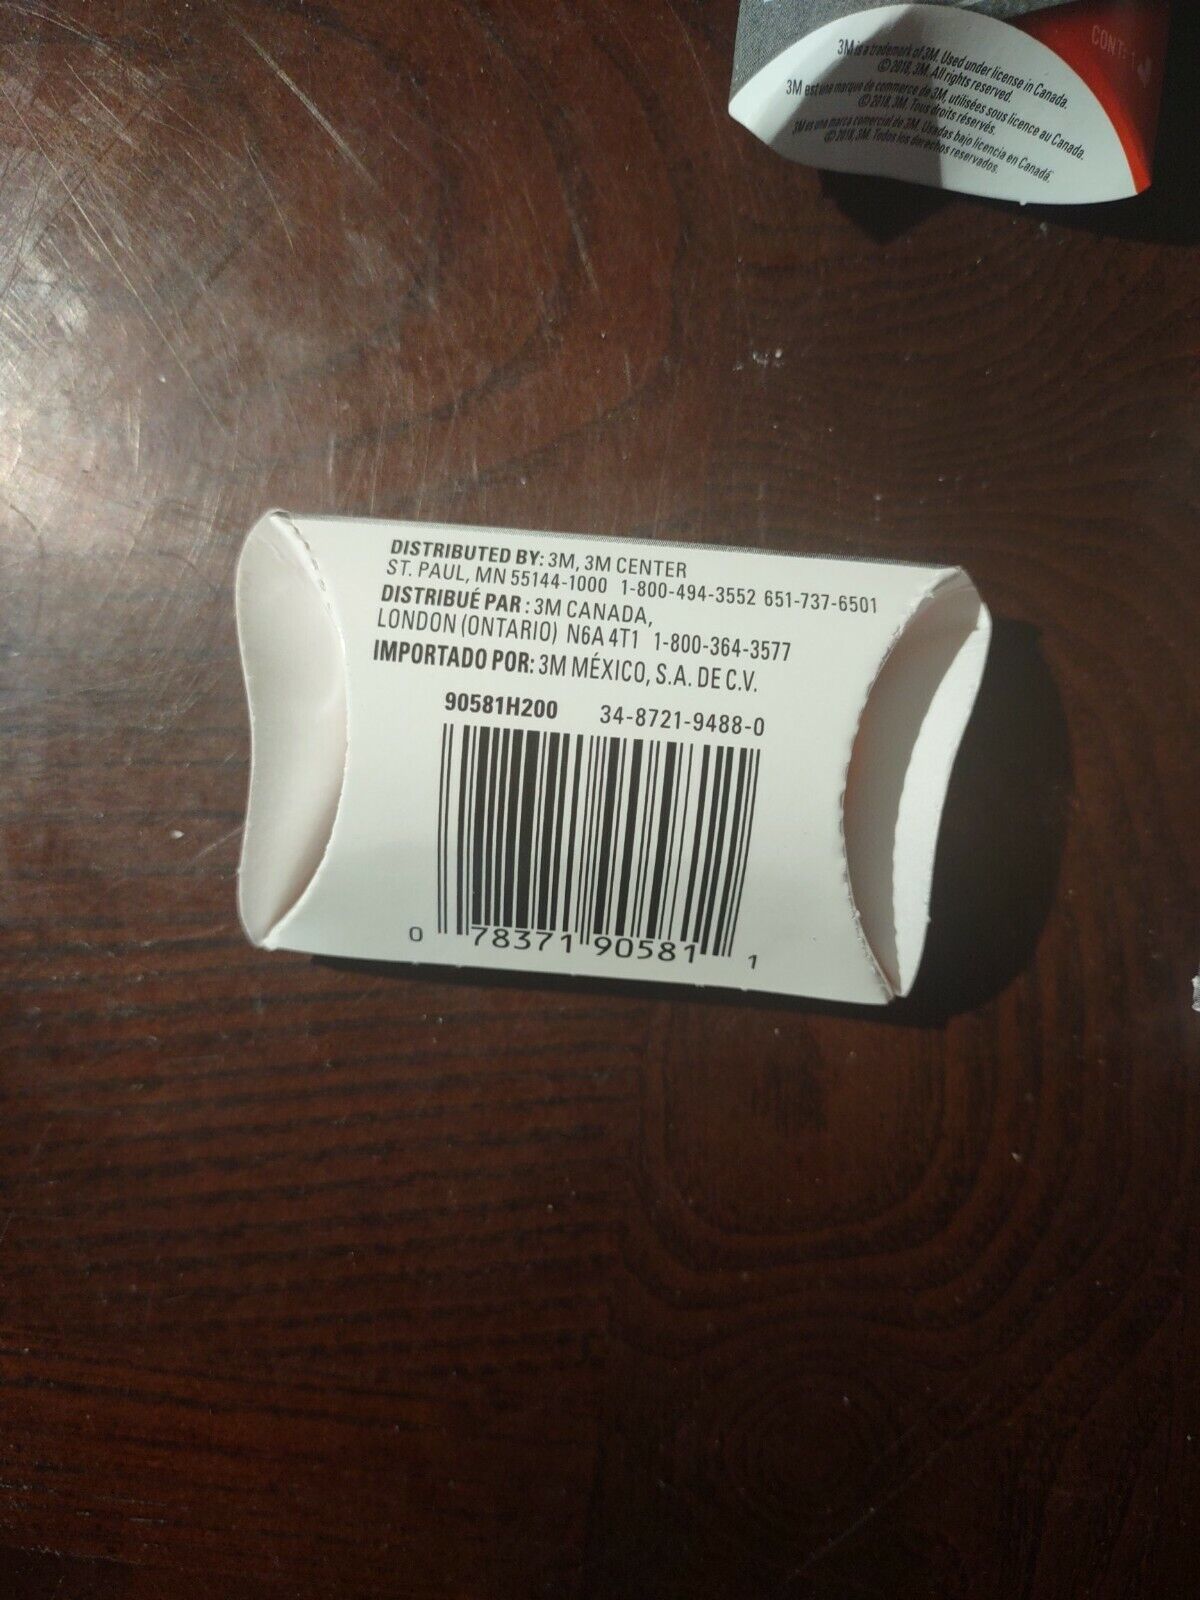 3M is a trademark of 3M. Used under license in Canada.
© 2018, 3M. All rights reserved.
3M est une marque de commerce de 3M, utilisées sous licence au Canada.
© 2018, 3M. Tous droits réservés.
3M es una marca comercial de 3M. Usadas bajo licencia en Canadá.
© 2018, 3M. Todos los derechos reservados.
DISTRIBUTED BY: 3M, 3M CENTER
ST. PAUL, MN 55144-1000 1-800-494-3552 651-737-6501
DISTRIBUÉ PAR : 3M CANADA,
LONDON (ONTARIO) N6A 4T1 1-800-364-3577
IMPORTADO POR: 3M MÉXICO, S.A. DE C.V.
90581H200 34-8721-9488-0
0 78371 90581 1